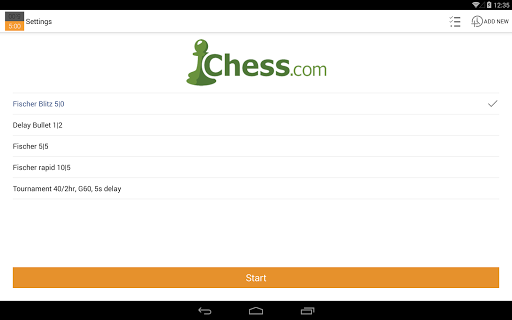 12:35
5:00
Settings
ADD NEW
Chess.com
Fischer Blitz 5|0
Delay Bullet 1|2
Fischer 5|5
Fischer rapid 10|5
Tournament 40/2hr, G60, 5s delay
Start